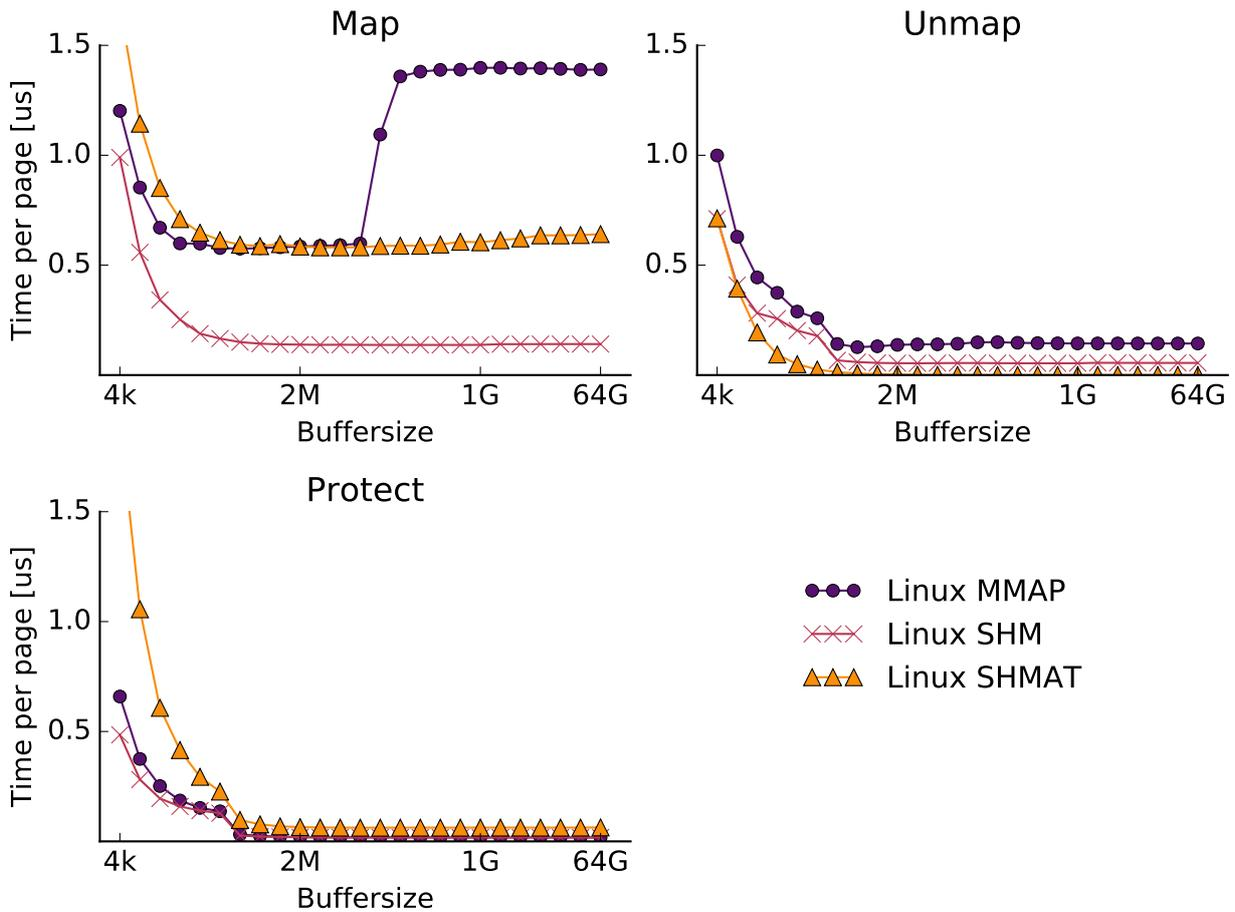 Map
Unmap
1.5
1.0
0.5
Time per page [us]
4k 2M 1G 64G
Buffersize
1.5
1.0
0.5
4k 2M 1G 64G
Buffersize
Protect
1.5
1.0
0.5
Time per page [us]
4k 2M 1G 64G
Buffersize
Linux MMAP
Linux SHM
Linux SHMAT